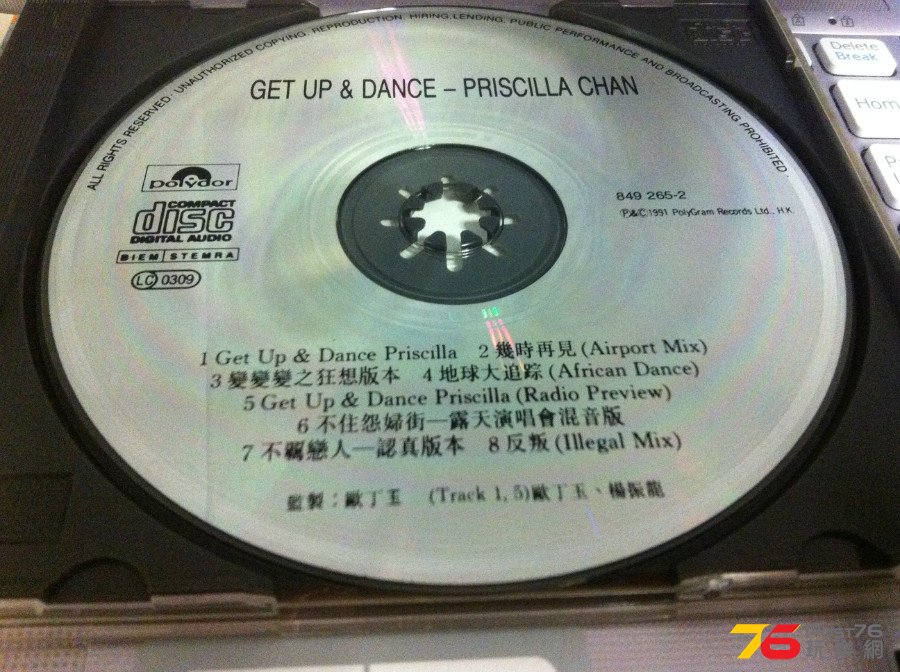 ALL RIGHTS RESERVED · UNAUTHORIZED COPYING REPRODUCTION HIRING. LENDING. PUBLIC PERFORMANCE AND BROADCASTING PROHIBITED ·
GET UP & DANCE – PRISCILLA CHAN
Polydor
COMPACT
disc
DIGITAL AUDIO
BIEM STEMRA
LC 0309
849 265-2
℗&©1991 PolyGram Records Ltd., H.K.
1 Get Up & Dance Priscilla 2 幾時再見 (Airport Mix)
3 變變變之狂想版本 4 地球大追踪 (African Dance)
5 Get Up & Dance Priscilla (Radio Preview)
6 不住怨婦街—露天演唱會混音版
7 不羈戀人—認真版本 8 反叛 (Illegal Mix)
監製：歐丁玉 (Track 1, 5) 歐丁玉、楊振龍
Delete
Break
Hom
76